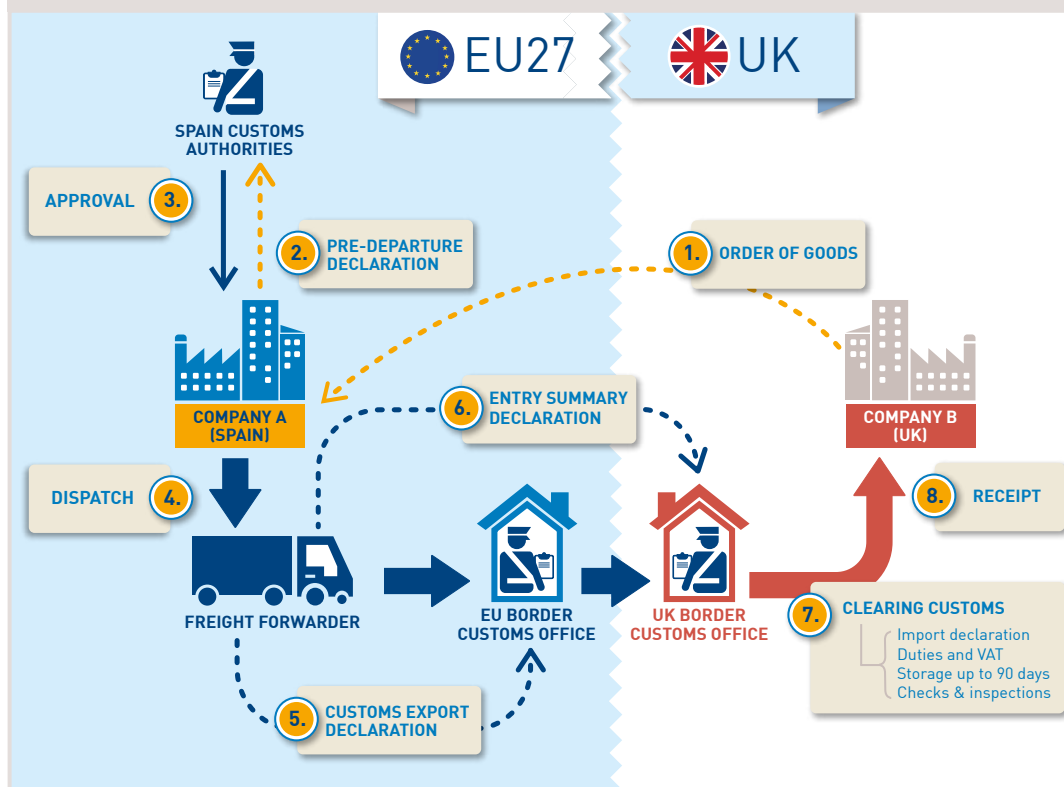 EU27
UK
SPAIN CUSTOMS
AUTHORITIES
APPROVAL
3.
2.
PRE-DEPARTURE
DECLARATION
1.
ORDER OF GOODS
COMPANY A
(SPAIN)
6.
ENTRY SUMMARY
DECLARATION
COMPANY B
(UK)
DISPATCH
4.
8.
RECEIPT
FREIGHT FORWARDER
EU BORDER
CUSTOMS OFFICE
UK BORDER
CUSTOMS OFFICE
7.
CLEARING CUSTOMS
Import declaration
Duties and VAT
Storage up to 90 days
Checks & inspections
5.
CUSTOMS EXPORT
DECLARATION